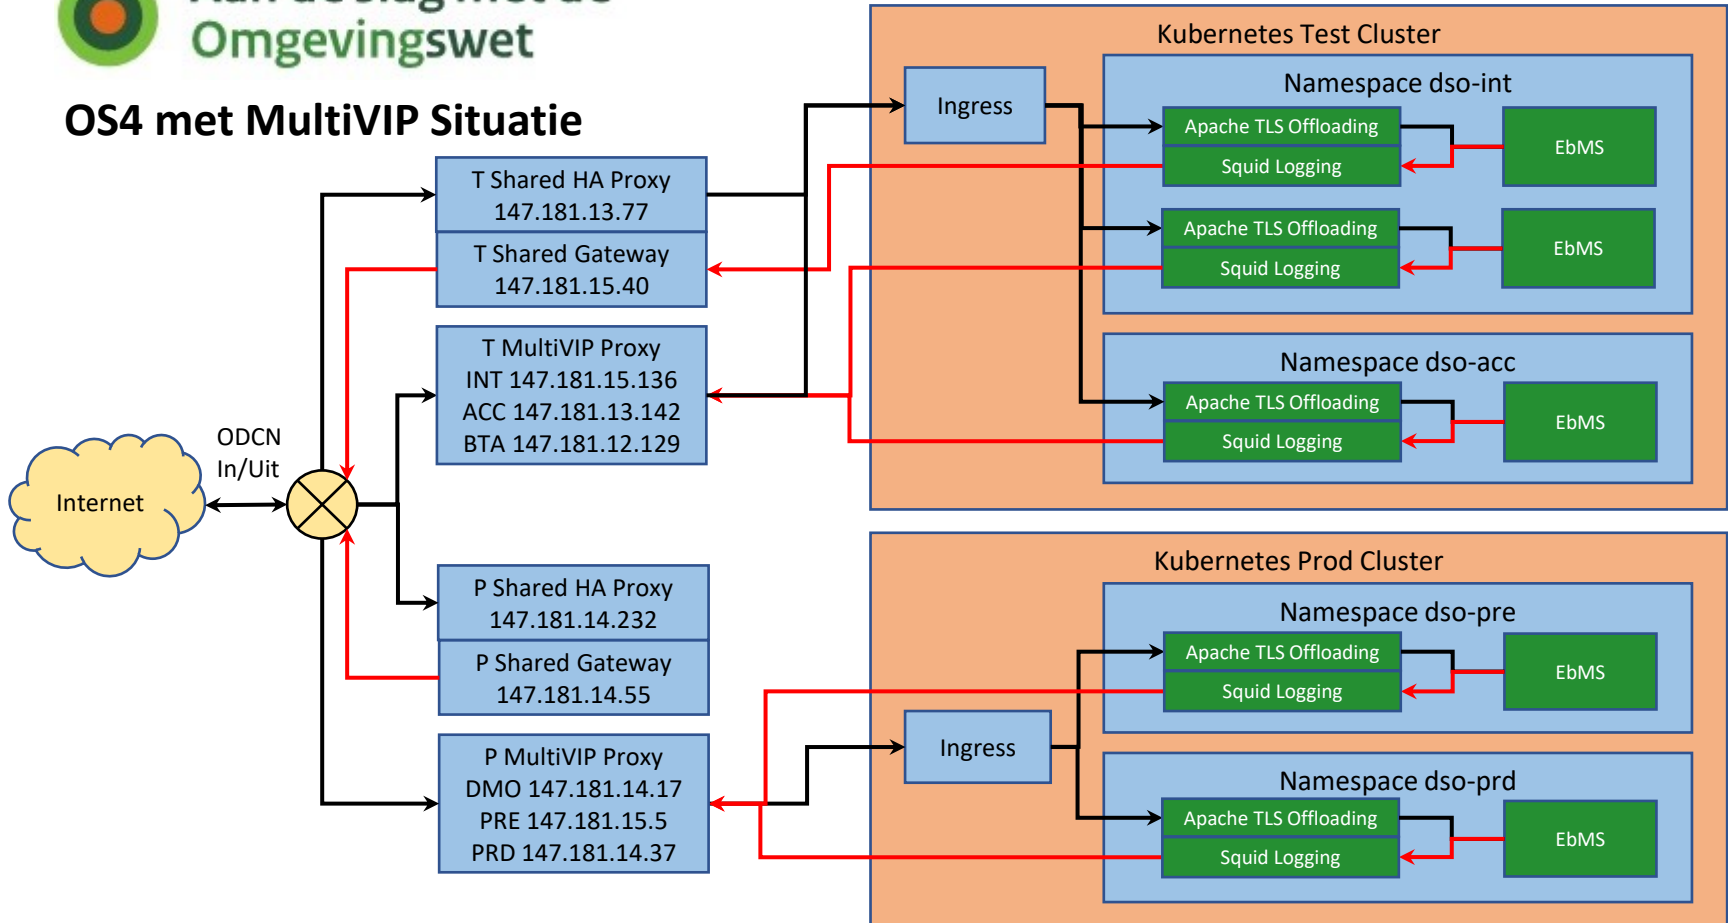 Aan de slag met de
Omgevingswet
OS4 met MultiVIP Situatie
T Shared HA Proxy
147.181.13.77
T Shared Gateway
147.181.15.40
T MultiVIP Proxy
INT 147.181.15.136
ACC 147.181.13.142
BTA 147.181.12.129
ODCN
In/Uit
Internet
P Shared HA Proxy
147.181.14.232
P Shared Gateway
147.181.14.55
P MultiVIP Proxy
DMO 147.181.14.17
PRE 147.181.15.5
PRD 147.181.14.37
Kubernetes Test Cluster
Ingress
Namespace dso-int
Apache TLS Offloading
Squid Logging
EbMS
Apache TLS Offloading
Squid Logging
EbMS
Namespace dso-acc
Apache TLS Offloading
Squid Logging
EbMS
Kubernetes Prod Cluster
Ingress
Namespace dso-pre
Apache TLS Offloading
Squid Logging
EbMS
Namespace dso-prd
Apache TLS Offloading
Squid Logging
EbMS